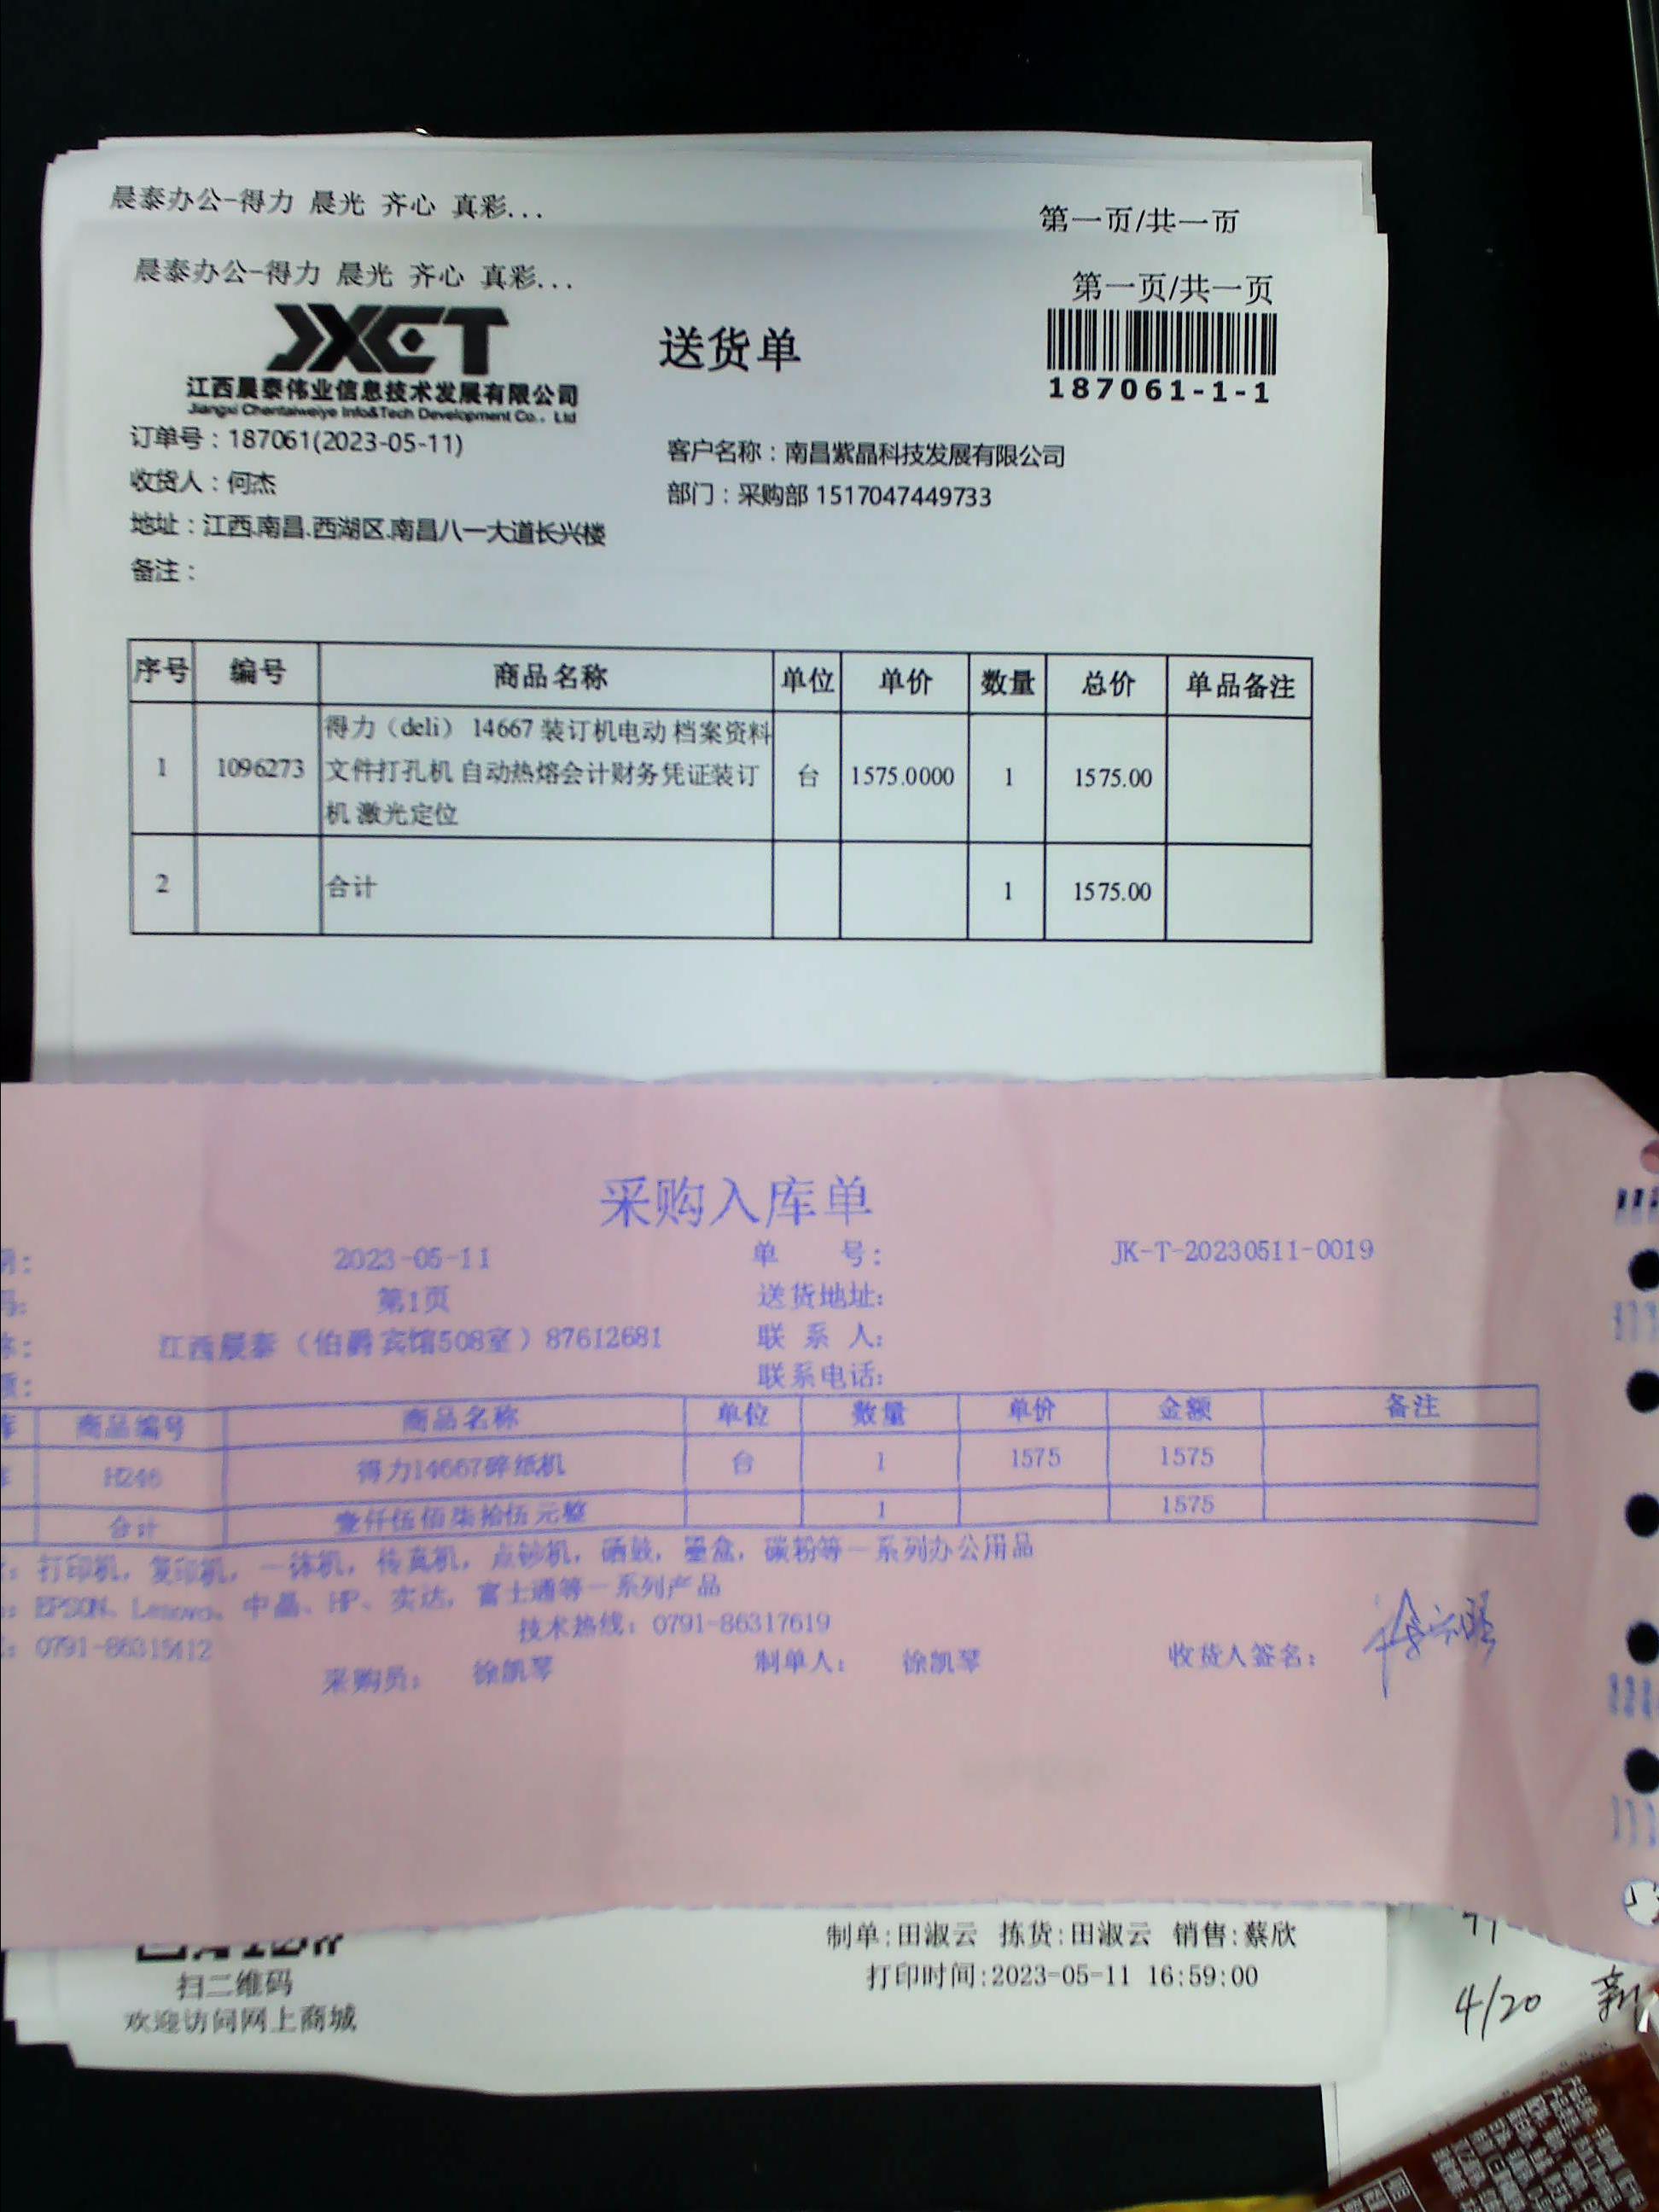 晨泰办公-得力 晨光 齐心 真彩...
第一页/共一页
晨泰办公-得力 晨光 齐心 真彩...
第一页/共一页
JXCT
江西晨泰伟业信息技术发展有限公司
Jiangxi Chentaiweiye Info&Tech Development Co., Ltd
送货单
187061-1-1
订单号：187061(2023-05-11)
客户名称：南昌紫晶科技发展有限公司
收货人：何杰
部门：采购部 1517047449733
地址：江西.南昌.西湖区.南昌八一大道长兴楼
备注：
序号 编号 商品名称 单位 单价 数量 总价 单品备注
得力（deli） 14667 装订机电动 档案资料
1 1096273 文件打孔机 自动热熔会计财务凭证装订 台 1575.0000 1 1575.00
机 激光定位
2 合计 1 1575.00
采购入库单
2023-05-11 单 号： JK-T-20230511-0019
第1页 送货地址：
江西晨泰（伯爵宾馆508室）87612681 联 系 人：
联系电话：
商品编号 商品名称 单位 数量 单价 金额 备注
H246 得力14667碎纸机 台 1 1575 1575
合计 壹仟伍佰柒拾伍元整 1 1575
打印机，复印机，一体机，传真机，点钞机，硒鼓，墨盒，碳粉等一系列办公用品
EPSON、Lenovo、中晶、HP、实达，富士通等一系列产品
0791-86315412 技术热线：0791-86317619
采购员： 徐凯琴 制单人： 徐凯琴 收货人签名：
制单:田淑云 拣货:田淑云 销售:蔡欣
打印时间:2023-05-11 16:59:00
扫二维码
欢迎访问网上商城
4/20